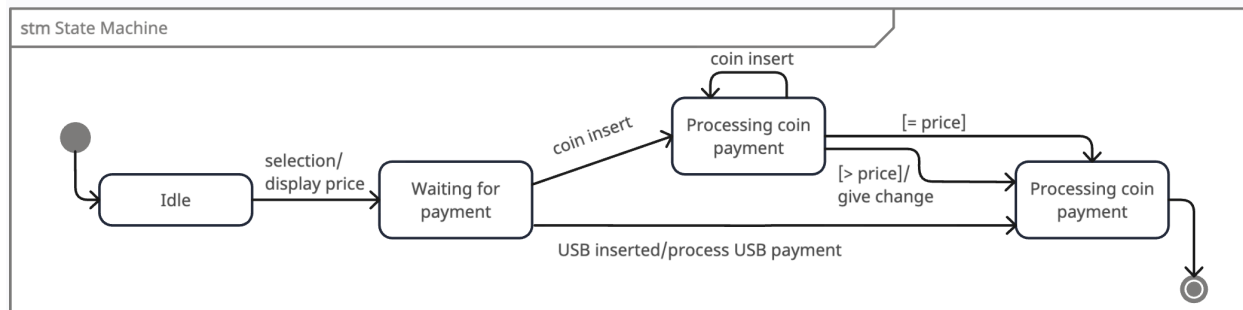 stm State Machine
coin insert
Idle
selection/
display price
Waiting for
payment
coin insert
Processing coin
payment
[= price]
[> price]/
give change
USB inserted/process USB payment
Processing coin
payment